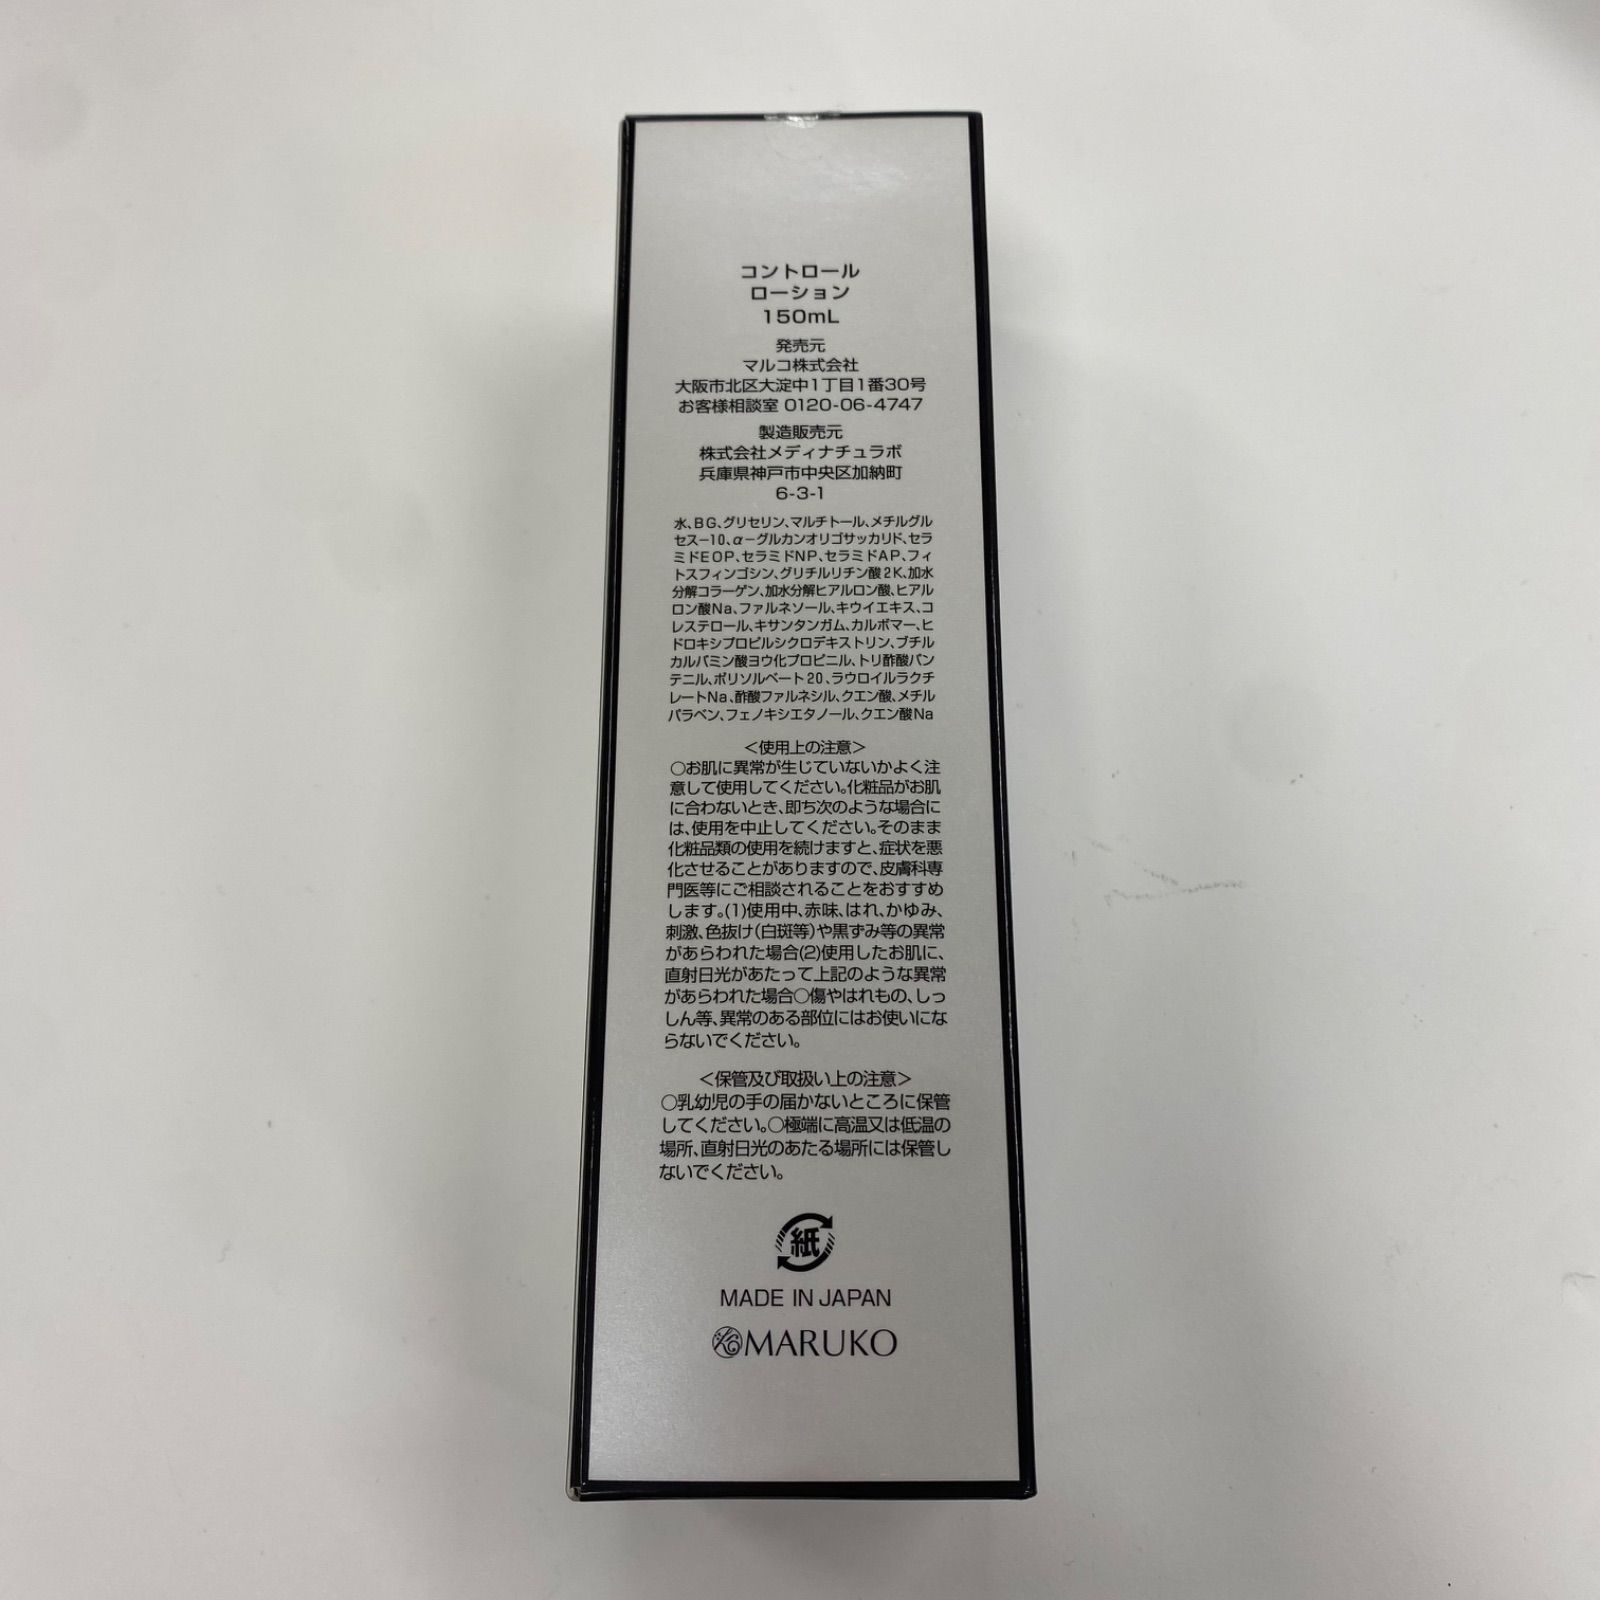 コントロール
ローション
150mL
発売元
マルコ株式会社
大阪市北区大淀中1丁目1番30号
お客様相談室 0120-06-4747
製造販売元
株式会社メディナチュラボ
兵庫県神戸市中央区加納町
6-3-1
水、BG、グリセリン、マルチトール、メチルグル
セス－10、α－グルカンオリゴサッカリド、セラ
ミドEOP、セラミドNP、セラミドAP、フィ
トスフィンゴシン、グリチルリチン酸2K、加水
分解コラーゲン、加水分解ヒアルロン酸、ヒアル
ロン酸Na、ファルネソール、キウイエキス、コ
レステロール、キサンタンガム、カルボマー、ヒ
ドロキシプロピルシクロデキストリン、ブチル
カルバミン酸ヨウ化プロピニル、トリ酢酸パン
テニル、ポリソルベート20、ラウロイルラクチ
レートNa、酢酸ファルネシル、クエン酸、メチル
パラベン、フェノキシエタノール、クエン酸Na
＜使用上の注意＞
○お肌に異常が生じていないかよく注
意して使用してください。化粧品がお肌
に合わないとき、即ち次のような場合に
は、使用を中止してください。そのまま
化粧品類の使用を続けますと、症状を悪
化させることがありますので、皮膚科専
門医等にご相談されることをおすすめ
します。(1)使用中、赤味、はれ、かゆみ、
刺激、色抜け(白斑等)や黒ずみ等の異常
があらわれた場合(2)使用したお肌に、
直射日光があたって上記のような異常
があらわれた場合○傷やはれもの、しっ
しん等、異常のある部位にはお使いにな
らないでください。
＜保管及び取扱い上の注意＞
○乳幼児の手の届かないところに保管
してください。○極端に高温又は低温の
場所、直射日光のあたる場所には保管し
ないでください。
紙
MADE IN JAPAN
MARUKO